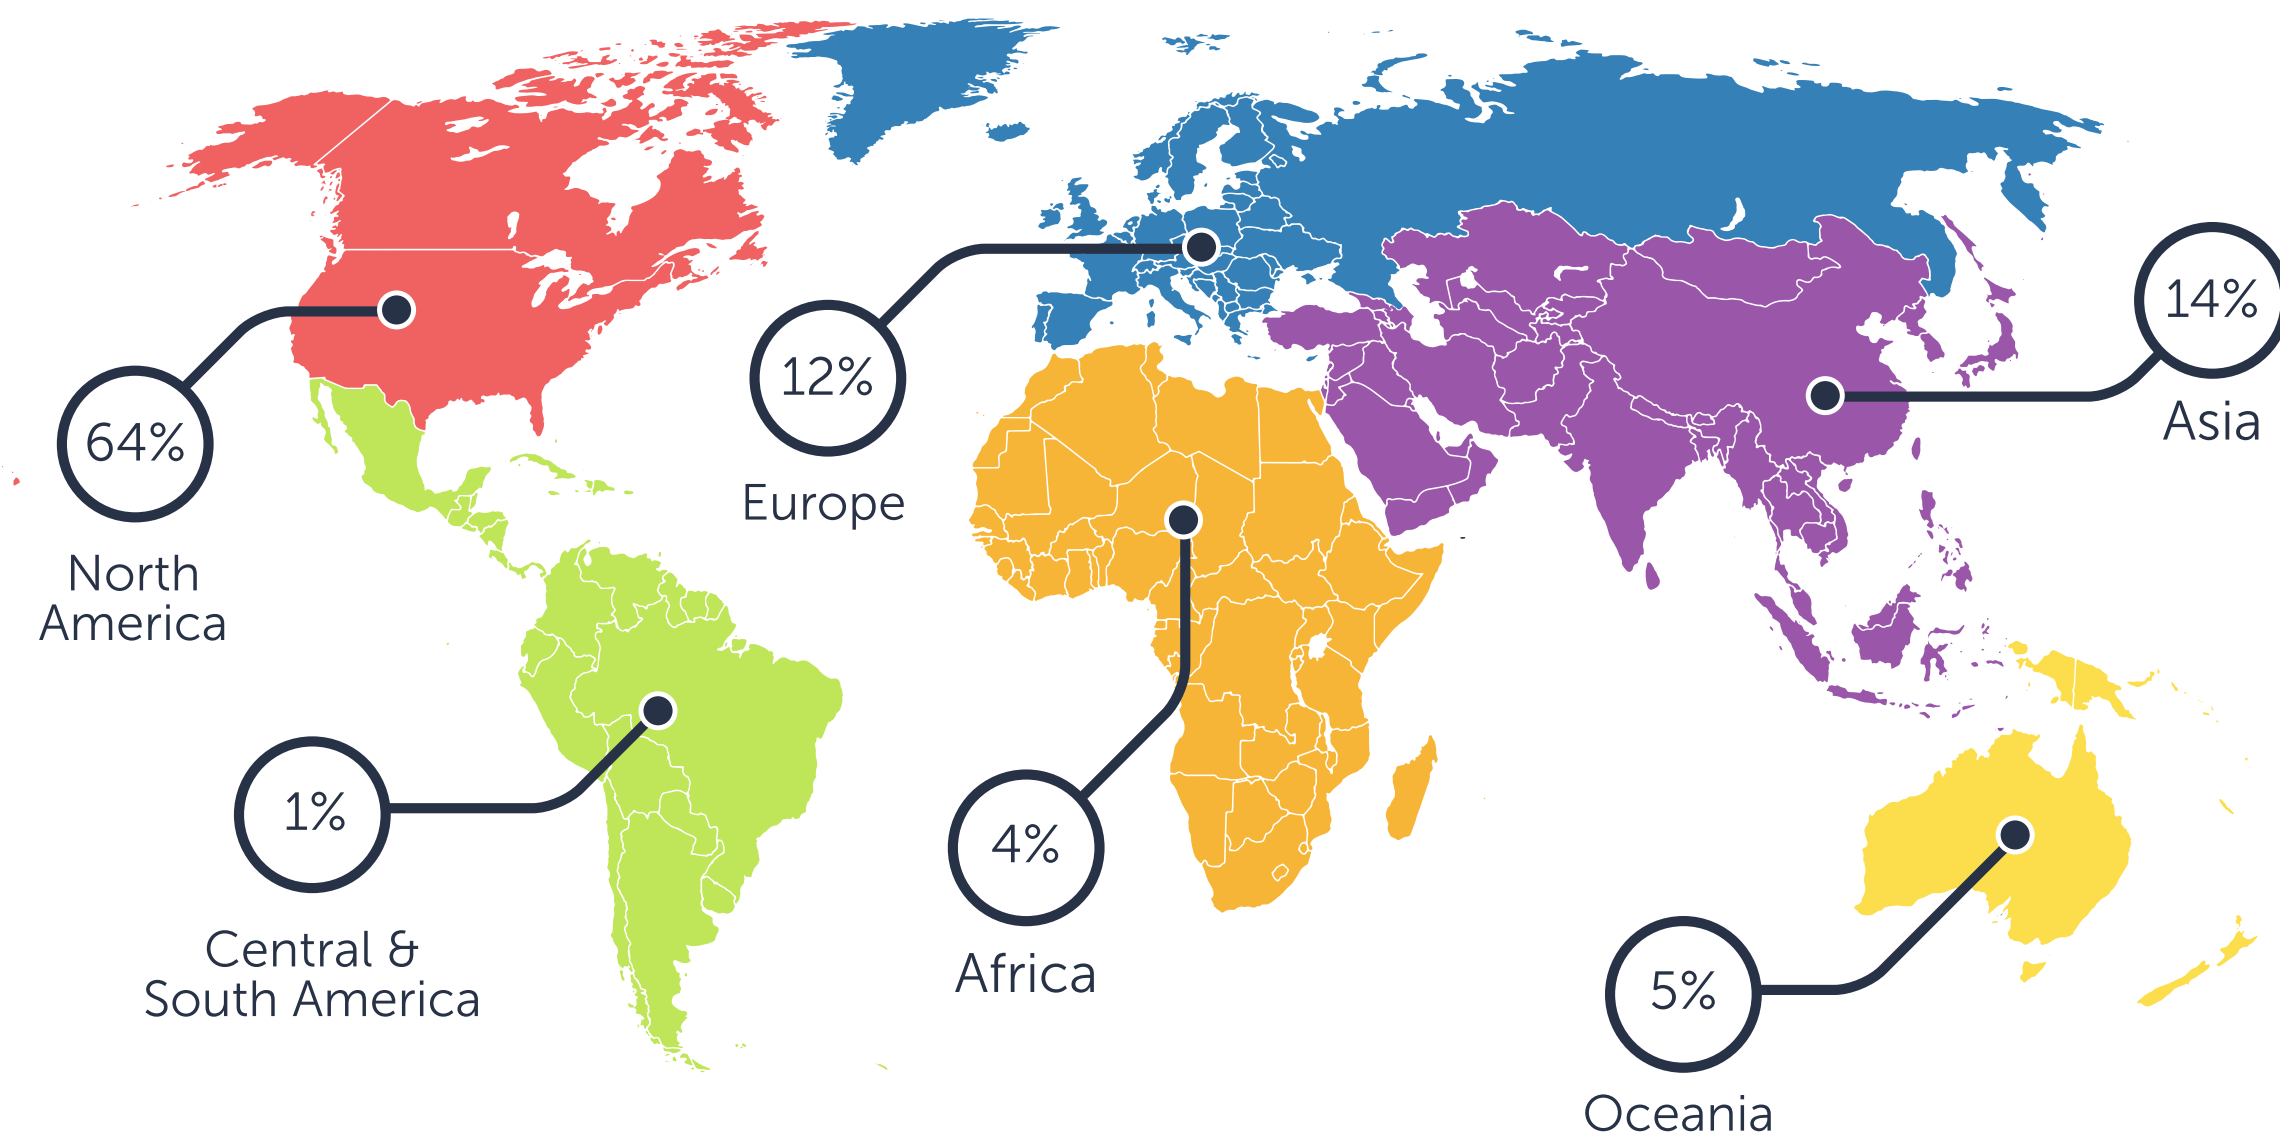 64%
North
America
12%
Europe
14%
Asia
1%
Central &
South America
4%
Africa
5%
Oceania